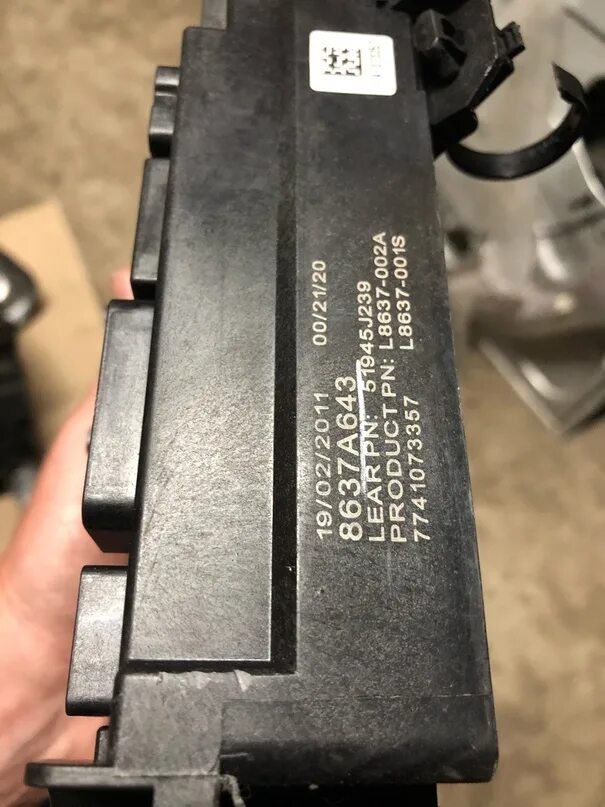 19/02/2011 00/21/20
8637A643
LEAR PN: 51945J239
PRODUCT PN: L8637-002A
7741073357 L8637-001S